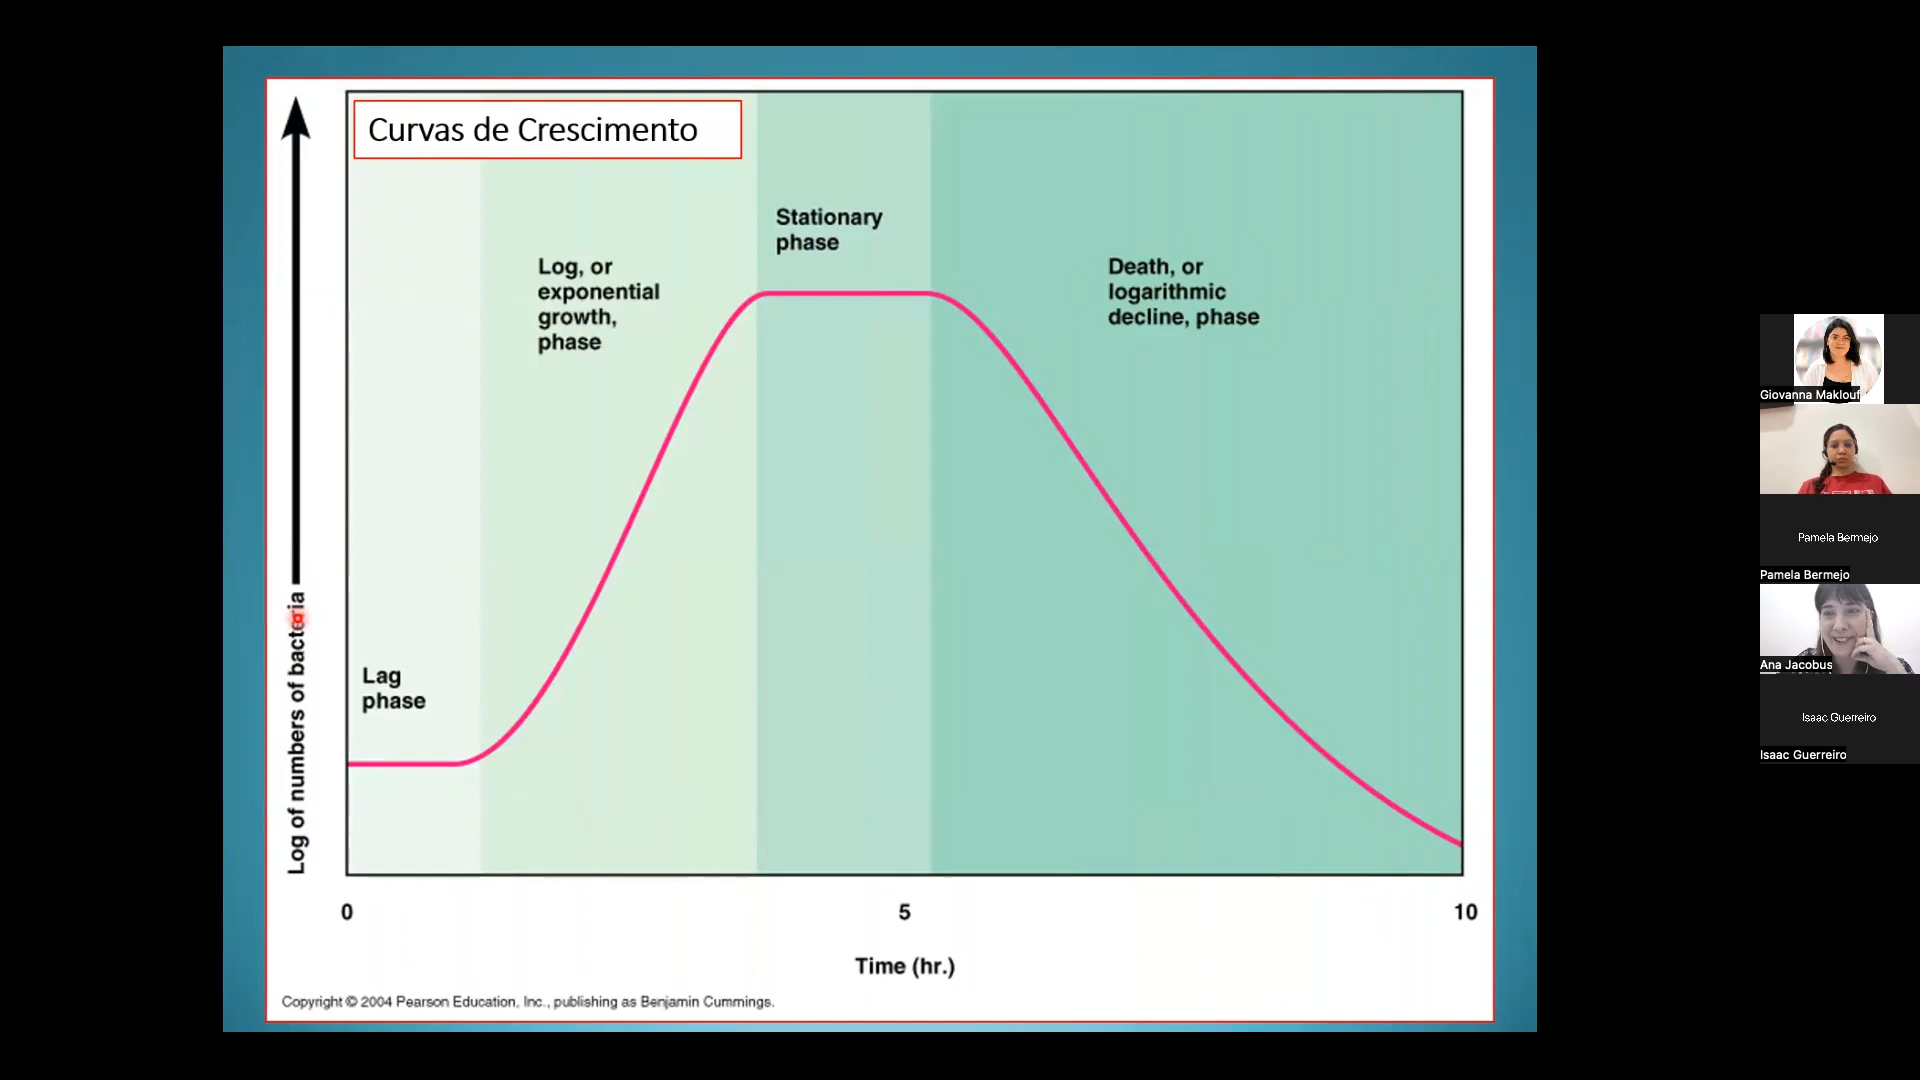 Curvas de Crescimento
Stationary
phase
Log, or
exponential
growth,
phase
Death, or
logarithmic
decline, phase
Lag
phase
Log of numbers of bacteria
0
5
10
Time (hr.)
Copyright © 2004 Pearson Education, Inc., publishing as Benjamin Cummings.
Giovanna Maklouf
Pamela Bermejo
Pamela Bermejo
Ana Jacobus
Isaac Guerreiro
Isaac Guerreiro